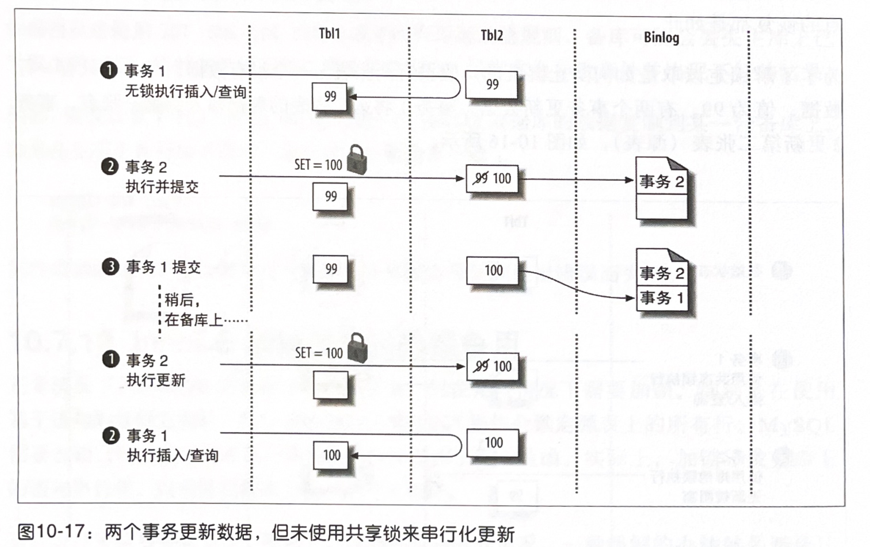 Tbl1 Tbl2 Binlog
❶ 事务 1
无锁执行插入/查询
99
99
❷ 事务 2
执行并提交
SET = 100
99
99 100
事务 2
❸ 事务 1 提交
99
100
事务 2
事务 1
稍后，
在备库上……
❶ 事务 2
执行更新
SET = 100
99 100
❷ 事务 1
执行插入/查询
100
100
图10-17：两个事务更新数据，但未使用共享锁来串行化更新